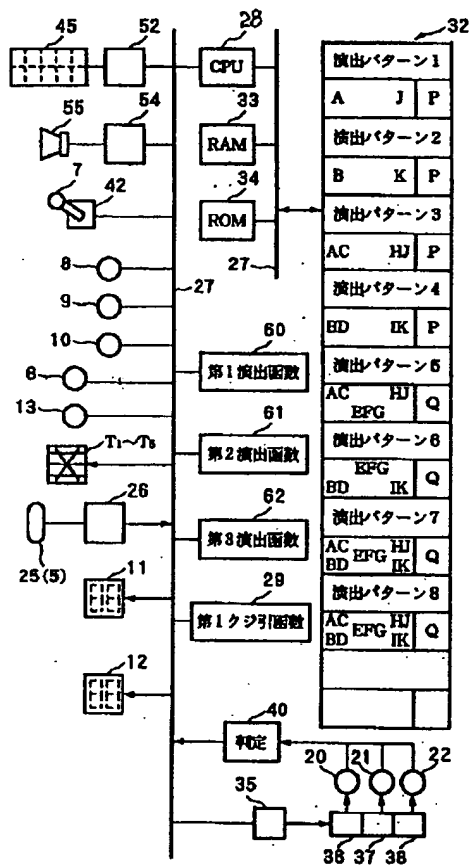 45
52
28
32
CPU
演出パターン1
A J P
55
54
33
演出パターン2
RAM
B K P
7
42
34
演出パターン3
ROM
AC HJ P
8
27
27
演出パターン4
9
BD IK P
10
60
演出パターン5
6
第1演出函数
AC HJ
EFG Q
13
61
演出パターン6
T1～T5
第2演出函数
EFG
BD IK Q
26
62
演出パターン7
第3演出函数
AC HJ
BD EFG IK Q
25(5)
11
29
演出パターン8
第1クジ引函数
AC HJ
BD EFG IK Q
12
40
判定
20
21
22
35
36
37
38